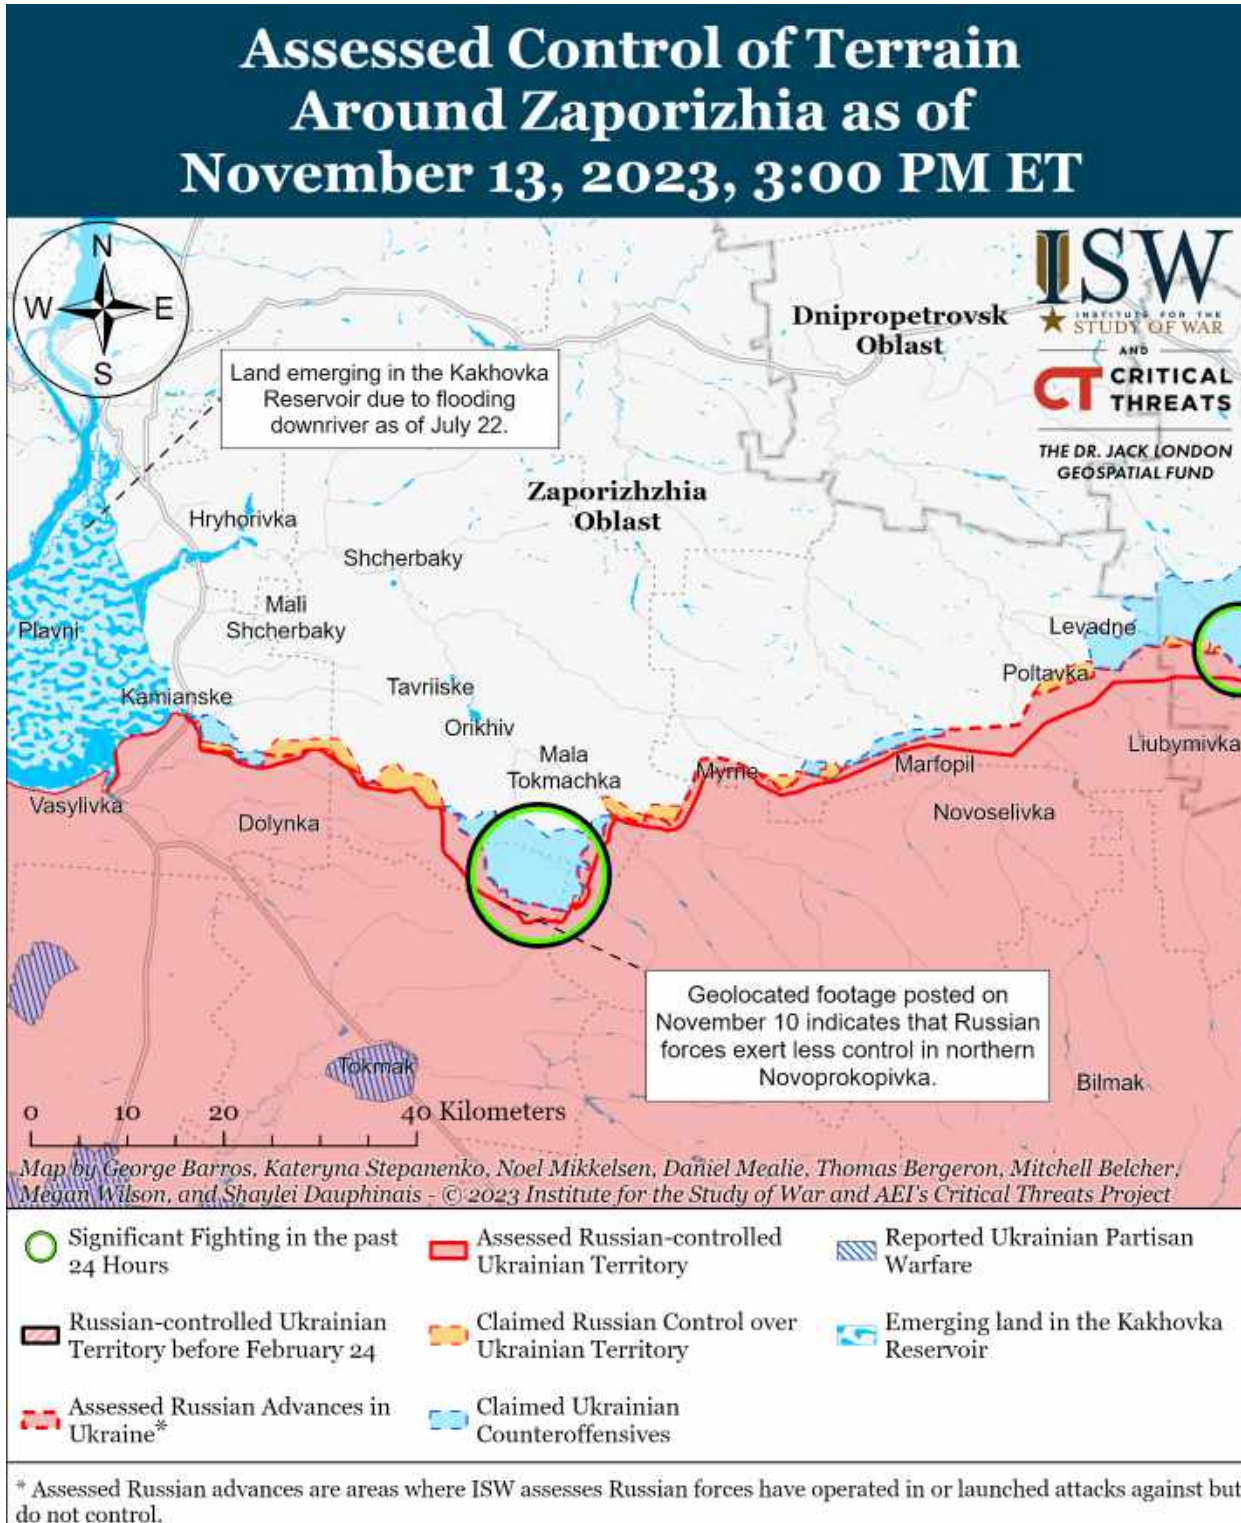 Assessed Control of Terrain
Around Zaporizhia as of
November 13, 2023, 3:00 PM ET
N
W
E
S
ISW
INSTITUTE FOR THE
STUDY OF WAR
AND
CT CRITICAL
THREATS
THE DR. JACK LONDON
GEOSPATIAL FUND
Dnipropetrovsk
Oblast
Land emerging in the Kakhovka
Reservoir due to flooding
downriver as of July 22.
Zaporizhzhia
Oblast
Hryhorivka
Shcherbaky
Mali
Shcherbaky
Plavni
Levadne
Poltavka
Kamianske
Tavriiske
Orikhiv
Liubymivka
Mala
Tokmachka
Myrne
Marfopil
Vasylivka
Dolynka
Novoselivka
Geolocated footage posted on
November 10 indicates that Russian
forces exert less control in northern
Novoprokopivka.
Tokmak
Bilmak
0 10 20 40 Kilometers
Map by George Barros, Kateryna Stepanenko, Noel Mikkelsen, Daniel Mealie, Thomas Bergeron, Mitchell Belcher,
Megan Wilson, and Shaylei Dauphinais - © 2023 Institute for the Study of War and AEI's Critical Threats Project
Significant Fighting in the past
24 Hours
Assessed Russian-controlled
Ukrainian Territory
Reported Ukrainian Partisan
Warfare
Russian-controlled Ukrainian
Territory before February 24
Claimed Russian Control over
Ukrainian Territory
Emerging land in the Kakhovka
Reservoir
Assessed Russian Advances in
Ukraine*
Claimed Ukrainian
Counteroffensives
* Assessed Russian advances are areas where ISW assesses Russian forces have operated in or launched attacks against but
do not control.